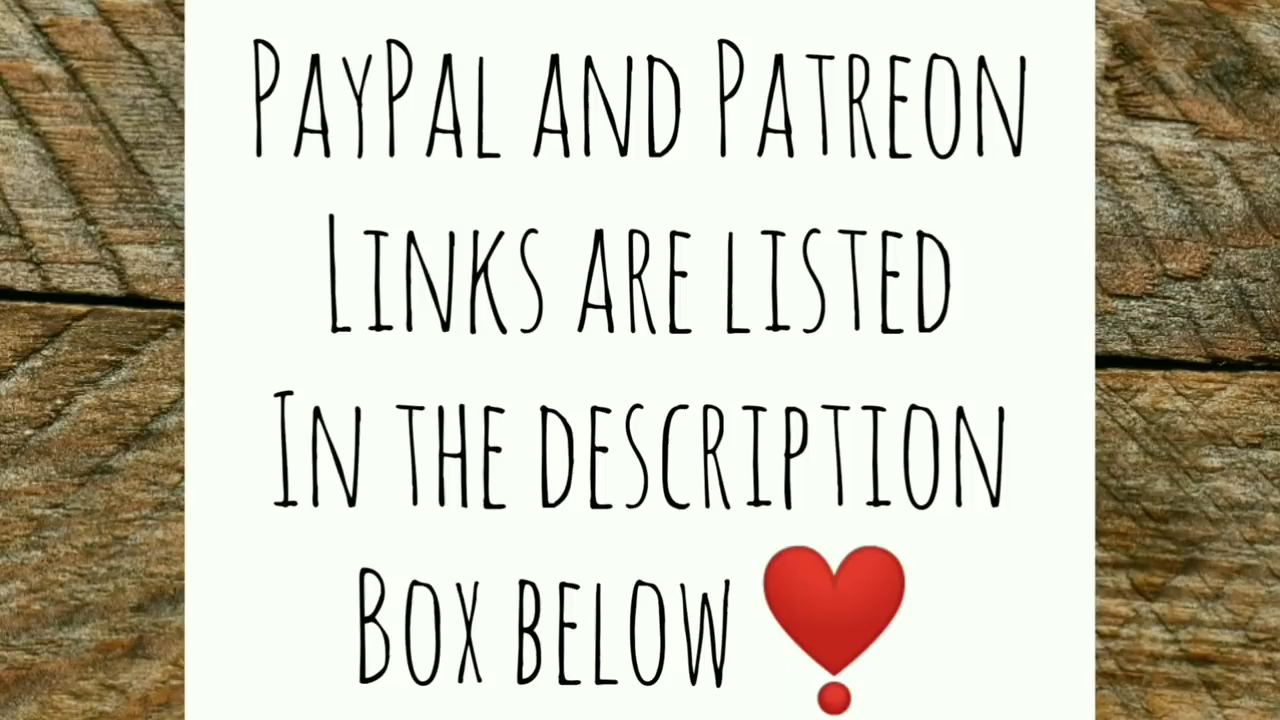 PayPal and Patreon
Links are listed
In the description
Box below ❣️